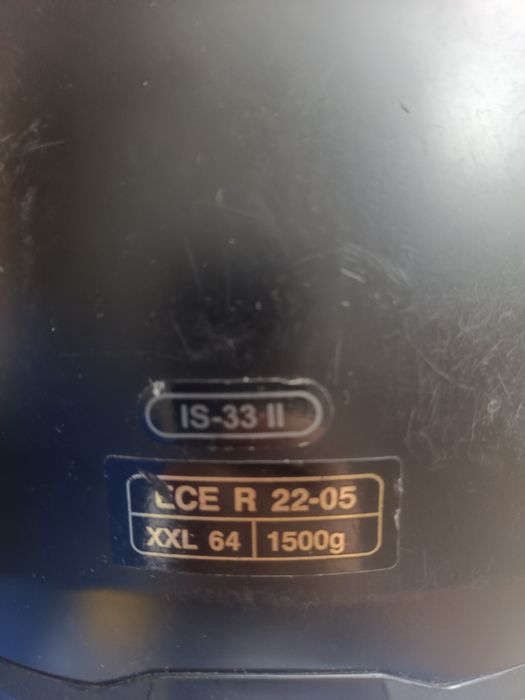 IS-33 II
ECE R 22-05
XXL 64 1500g